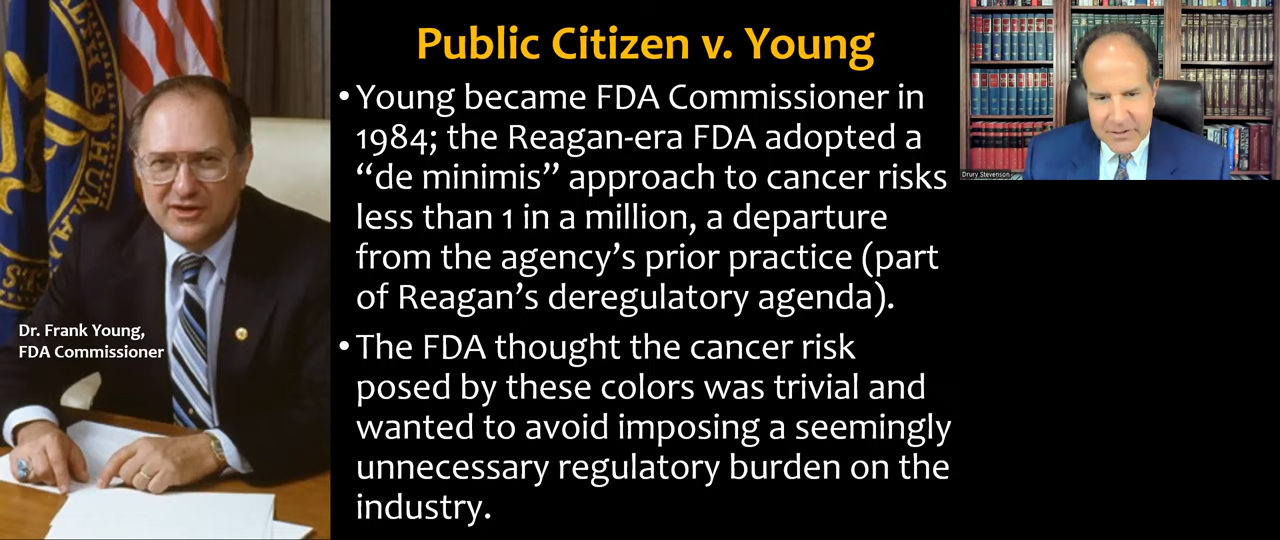 Public Citizen v. Young
• Young became FDA Commissioner in
1984; the Reagan-era FDA adopted a
“de minimis” approach to cancer risks
less than 1 in a million, a departure
from the agency’s prior practice (part
of Reagan’s deregulatory agenda).
• The FDA thought the cancer risk
posed by these colors was trivial and
wanted to avoid imposing a seemingly
unnecessary regulatory burden on the
industry.
Dr. Frank Young,
FDA Commissioner
Drury Stevenson